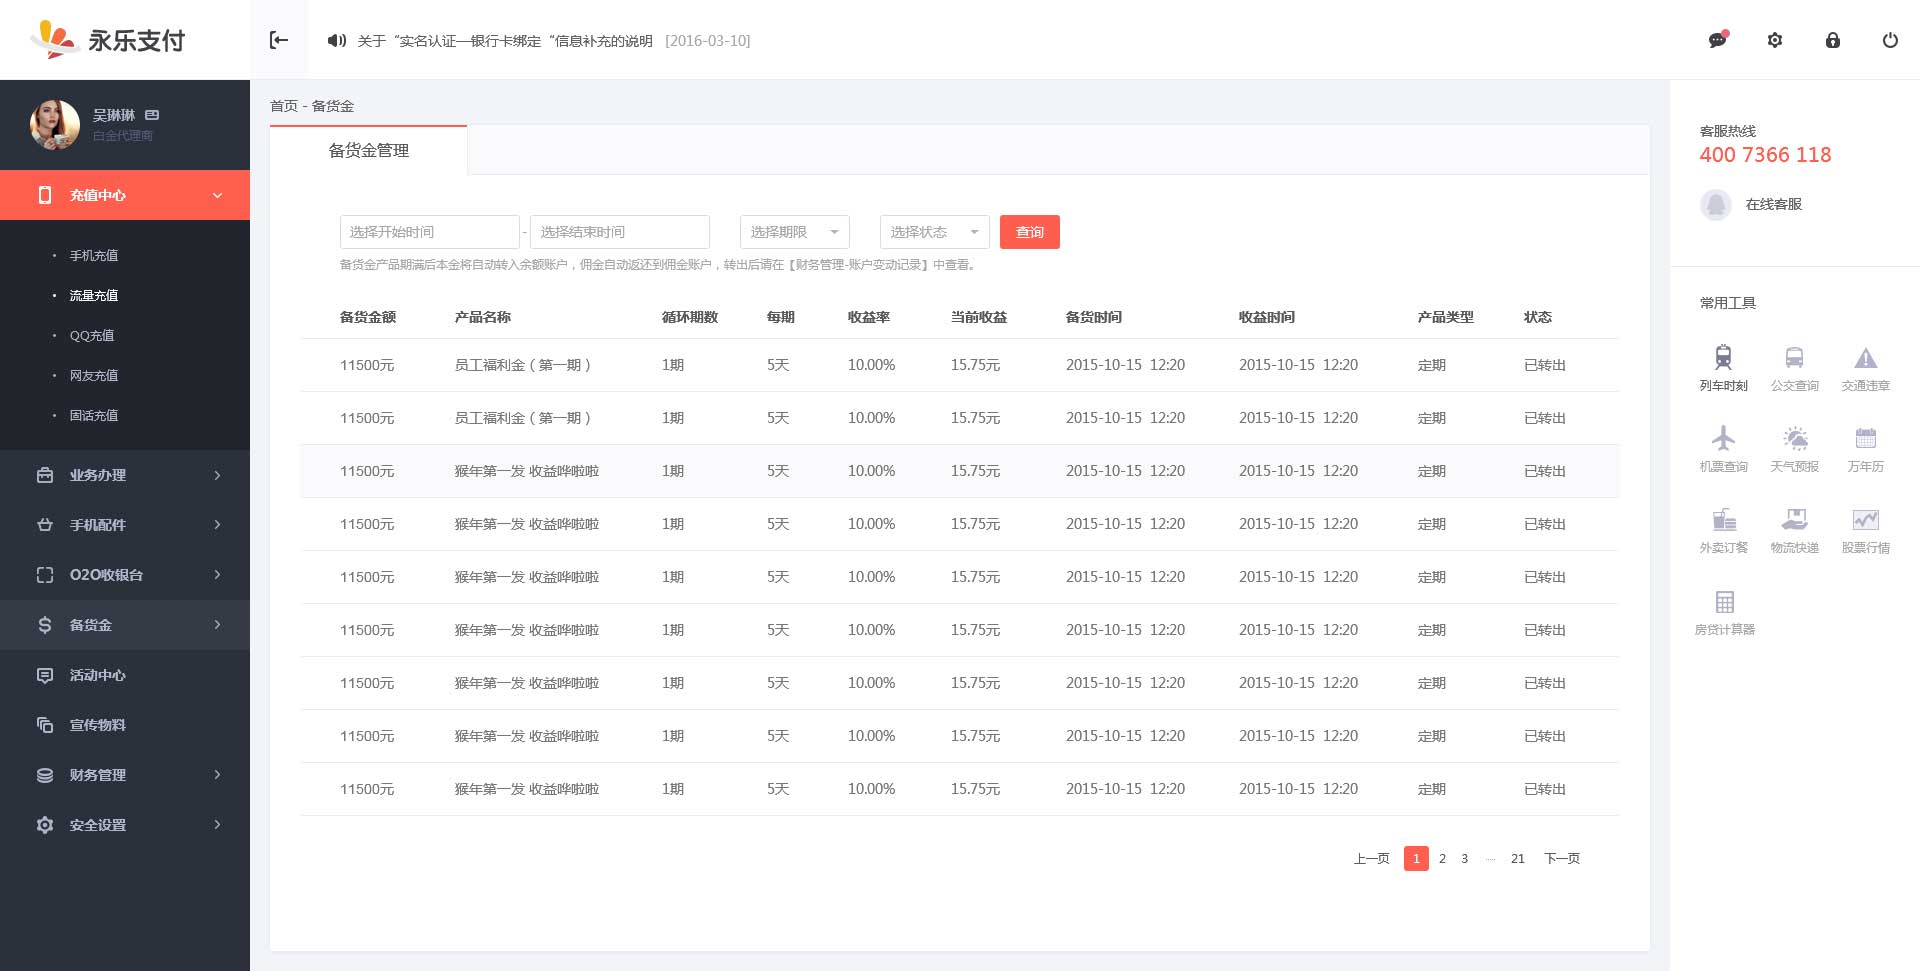 永乐支付
关于“实名认证—银行卡绑定“信息补充的说明 [2016-03-10]
吴琳琳
白金代理商
充值中心
· 手机充值
· 流量充值
· QQ充值
· 网友充值
· 固话充值
业务办理
手机配件
O2O收银台
备货金
活动中心
宣传物料
财务管理
安全设置
首页 - 备货金
备货金管理
选择开始时间 - 选择结束时间 选择期限 选择状态 查询
备货金产品期满后本金将自动转入余额账户，佣金自动返还到佣金账户，转出后请在【财务管理-账户变动记录】中查看。
备货金额 产品名称 循环期数 每期 收益率 当前收益 备货时间 收益时间 产品类型 状态
11500元 员工福利金（第一期） 1期 5天 10.00% 15.75元 2015-10-15 12:20 2015-10-15 12:20 定期 已转出
11500元 员工福利金（第一期） 1期 5天 10.00% 15.75元 2015-10-15 12:20 2015-10-15 12:20 定期 已转出
11500元 猴年第一发 收益哗啦啦 1期 5天 10.00% 15.75元 2015-10-15 12:20 2015-10-15 12:20 定期 已转出
11500元 猴年第一发 收益哗啦啦 1期 5天 10.00% 15.75元 2015-10-15 12:20 2015-10-15 12:20 定期 已转出
11500元 猴年第一发 收益哗啦啦 1期 5天 10.00% 15.75元 2015-10-15 12:20 2015-10-15 12:20 定期 已转出
11500元 猴年第一发 收益哗啦啦 1期 5天 10.00% 15.75元 2015-10-15 12:20 2015-10-15 12:20 定期 已转出
11500元 猴年第一发 收益哗啦啦 1期 5天 10.00% 15.75元 2015-10-15 12:20 2015-10-15 12:20 定期 已转出
11500元 猴年第一发 收益哗啦啦 1期 5天 10.00% 15.75元 2015-10-15 12:20 2015-10-15 12:20 定期 已转出
11500元 猴年第一发 收益哗啦啦 1期 5天 10.00% 15.75元 2015-10-15 12:20 2015-10-15 12:20 定期 已转出
上一页 1 2 3 ··· 21 下一页
客服热线
400 7366 118
在线客服
常用工具
列车时刻 公交查询 交通违章
机票查询 天气预报 万年历
外卖订餐 物流快递 股票行情
房贷计算器